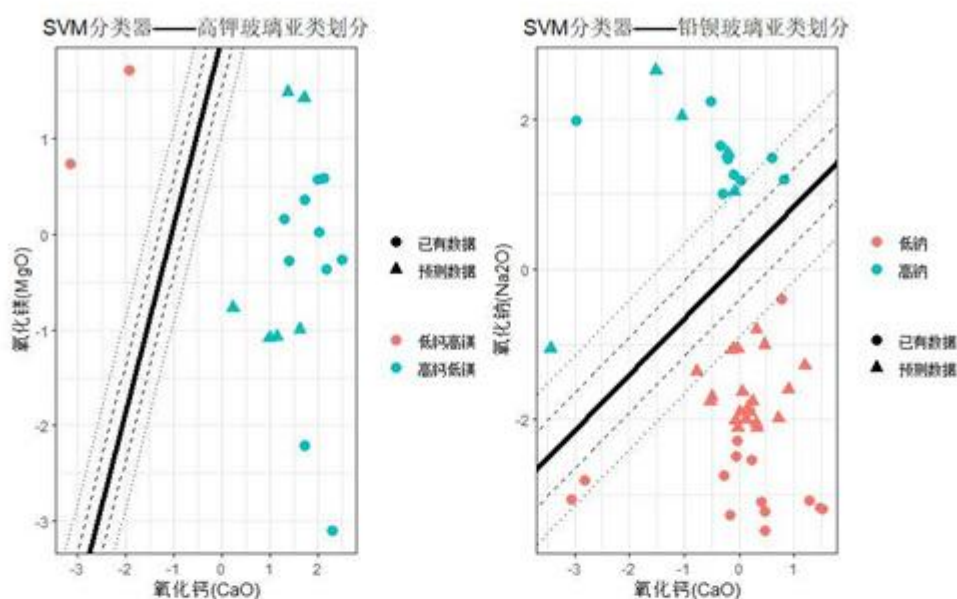 SVM分类器——高钾玻璃亚类划分
氧化镁(MgO)
1
0
-1
-2
-3
-3
-2
-1
0
1
2
氧化钙(CaO)
已有数据
预测数据
低钙高镁
高钙低镁
SVM分类器——铅钡玻璃亚类划分
氧化钠(Na2O)
2
0
-2
-3
-2
-1
0
1
氧化钙(CaO)
低钠
高钠
已有数据
预测数据